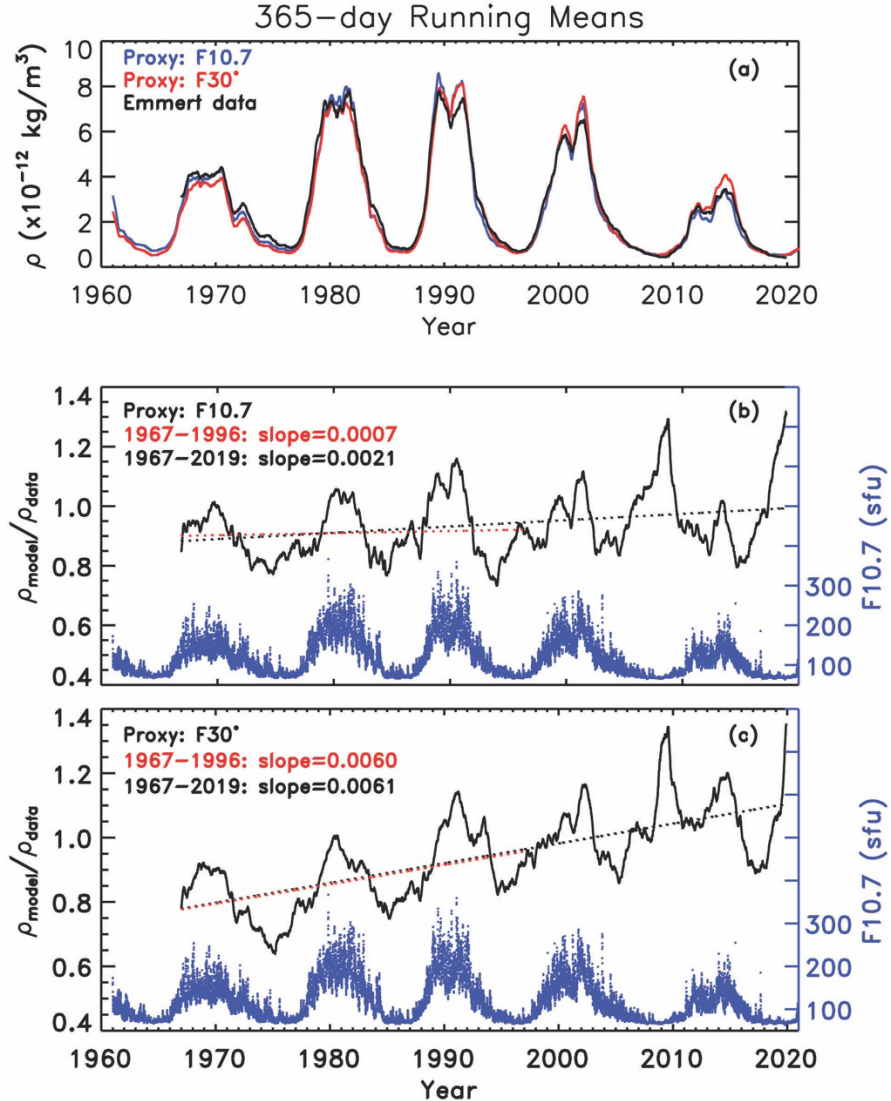 365-day Running Means
Proxy: F10.7
Proxy: F30•
Emmert data
(a)
ρ (x10⁻¹² kg/m³)
10
8
6
4
2
0
1960 1970 1980 1990 2000 2010 2020
Year
Proxy: F10.7
1967-1996: slope=0.0007
1967-2019: slope=0.0021
(b)
ρmodel/ρdata
1.4
1.2
1.0
0.8
0.6
0.4
300
200
100
F10.7 (sfu)
1960 1970 1980 1990 2000 2010 2020
Proxy: F30•
1967-1996: slope=0.0060
1967-2019: slope=0.0061
(c)
ρmodel/ρdata
1.4
1.2
1.0
0.8
0.6
0.4
300
200
100
F10.7 (sfu)
1960 1970 1980 1990 2000 2010 2020
Year